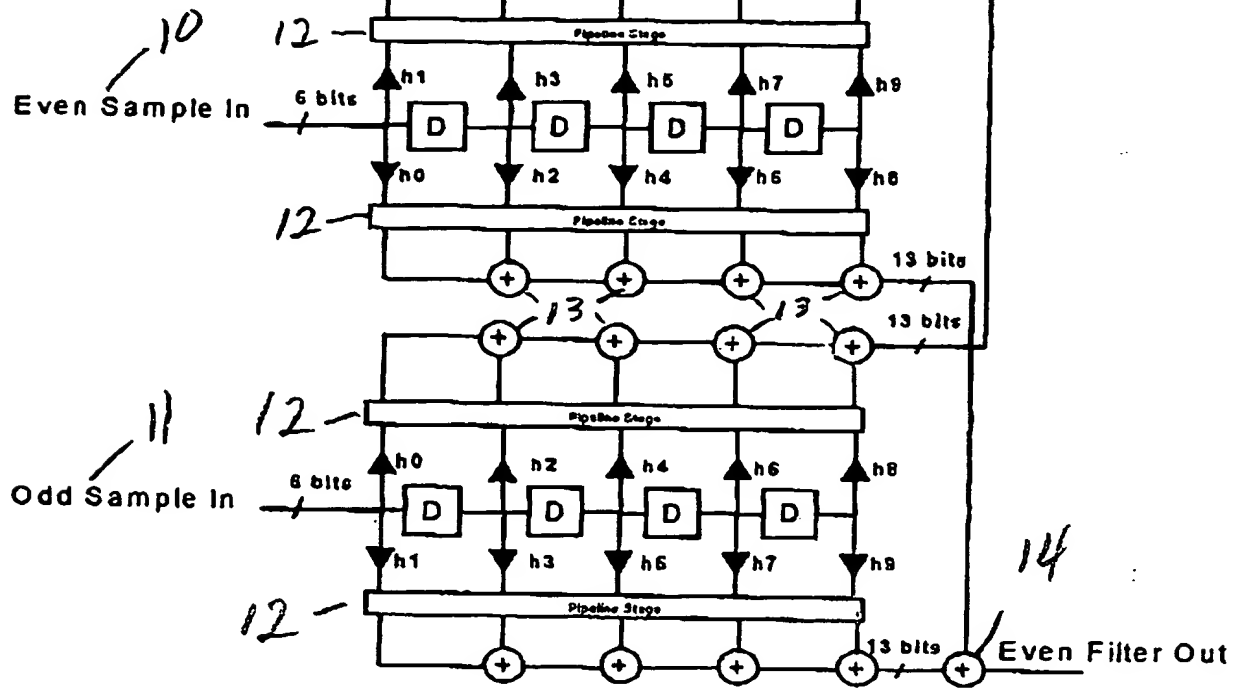 10
12
Pipeline Stage
h1 h3 h5 h7 h9
Even Sample In
6 bits
D D D D
h0 h2 h4 h6 h8
12
Pipeline Stage
13 bits
+ + + +
13 13
13 bits
+ + + +
12
Pipeline Stage
11
h0 h2 h4 h6 h8
Odd Sample In
6 bits
D D D D
h1 h3 h5 h7 h9
14
12
Pipeline Stage
13 bits
+ + + + +
Even Filter Out